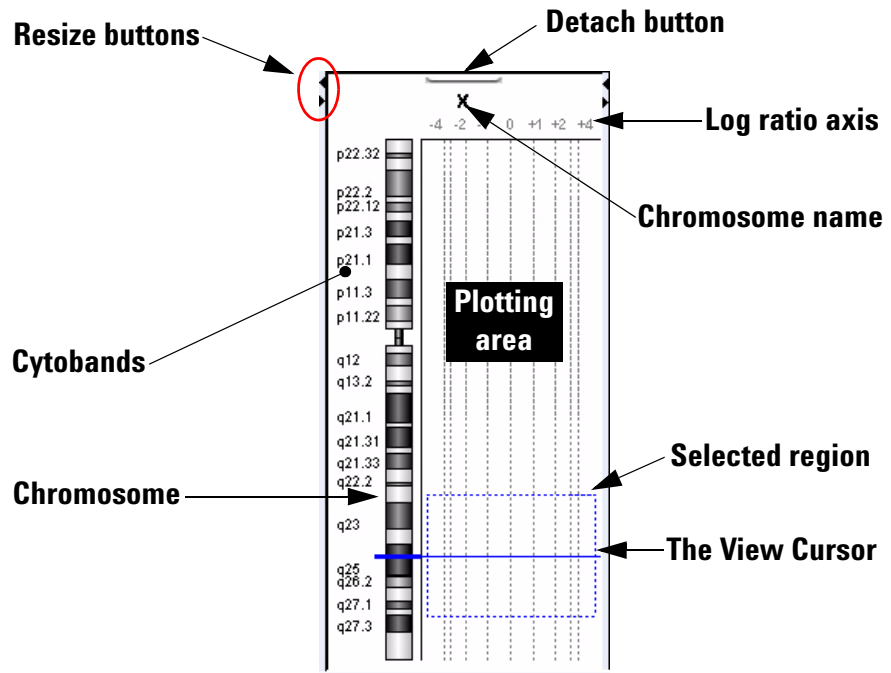 Detach button
Resize buttons
X
-4 -2 - 0 +1 +2 +4
Log ratio axis
p22.32
p22.2
p22.12
Chromosome name
p21.3
p21.1
p11.3
Plotting
area
p11.22
Cytobands
q12
q13.2
q21.1
q21.31
Selected region
q21.33
q22.2
Chromosome
q23
The View Cursor
q25
q26.2
q27.1
q27.3